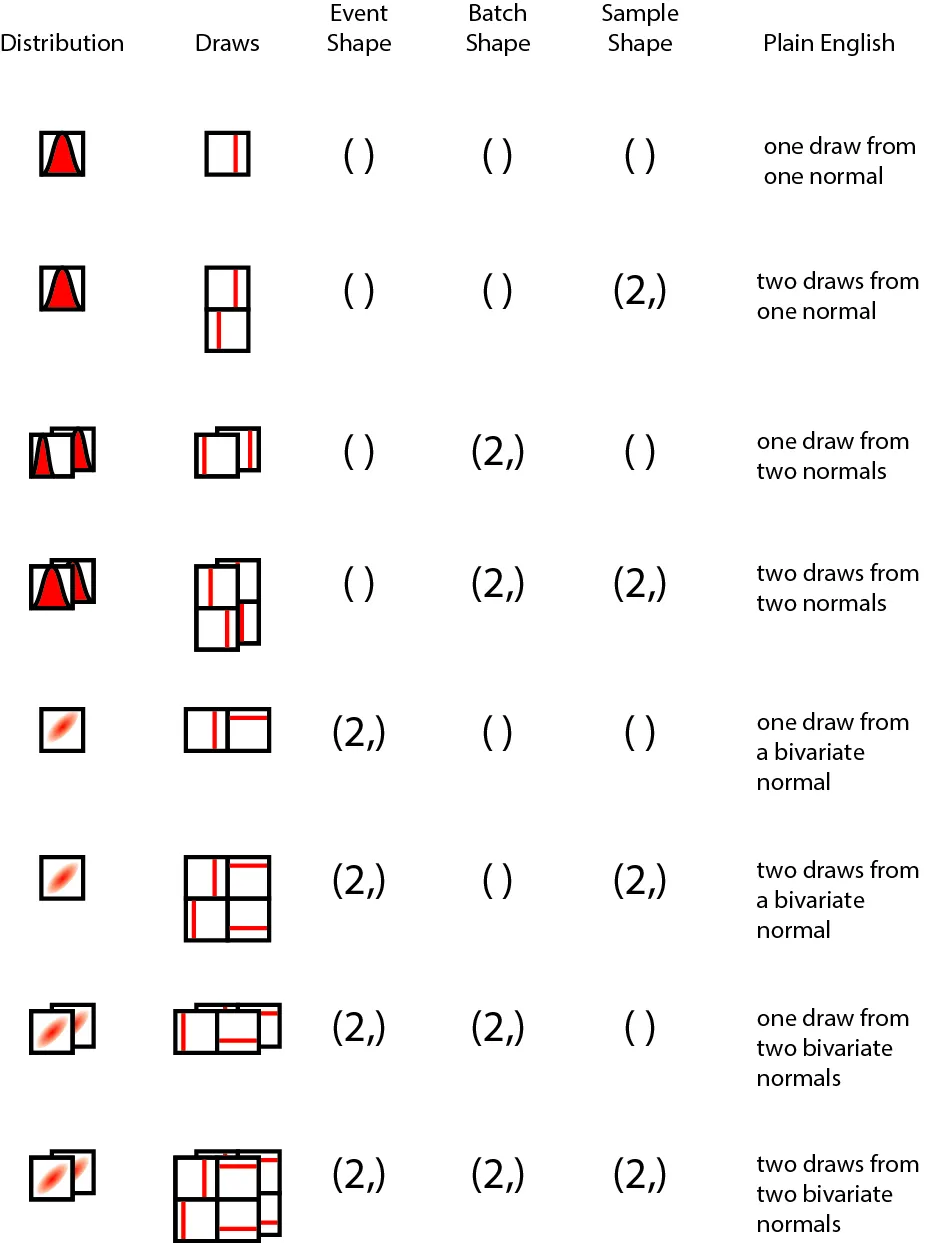 Distribution
Draws
Event
Shape
Batch
Shape
Sample
Shape
Plain English
( )
( )
( )
one draw from
one normal
( )
( )
(2,)
two draws from
one normal
( )
(2,)
( )
one draw from
two normals
( )
(2,)
(2,)
two draws from
two normals
(2,)
( )
( )
one draw from
a bivariate
normal
(2,)
( )
(2,)
two draws from
a bivariate
normal
(2,)
(2,)
( )
one draw from
two bivariate
normals
(2,)
(2,)
(2,)
two draws from
two bivariate
normals